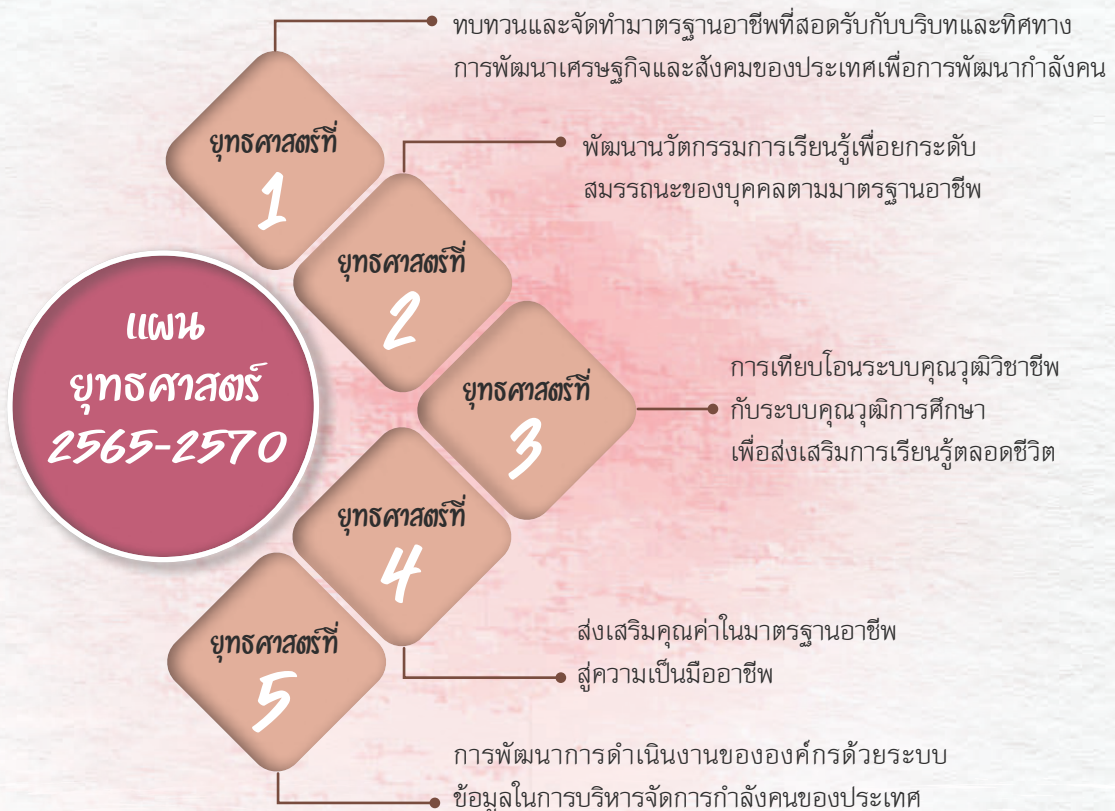 ทบทวนและจัดทำมาตรฐานอาชีพที่สอดรับกับบริบทและทิศทาง
การพัฒนาเศรษฐกิจและสังคมของประเทศเพื่อการพัฒนากำลังคน
ยุทธศาสตร์ที่
1
พัฒนานวัตกรรมการเรียนรู้เพื่อยกระดับ
สมรรถนะของบุคคลตามมาตรฐานอาชีพ
ยุทธศาสตร์ที่
2
แผน
ยุทธศาสตร์
2565-2570
ยุทธศาสตร์ที่
3
การเทียบโอนระบบคุณวุฒิวิชาชีพ
กับระบบคุณวุฒิการศึกษา
เพื่อส่งเสริมการเรียนรู้ตลอดชีวิต
ยุทธศาสตร์ที่
4
ส่งเสริมคุณค่าในมาตรฐานอาชีพ
สู่ความเป็นมืออาชีพ
ยุทธศาสตร์ที่
5
การพัฒนาการดำเนินงานขององค์กรด้วยระบบ
ข้อมูลในการบริหารจัดการกำลังคนของประเทศ